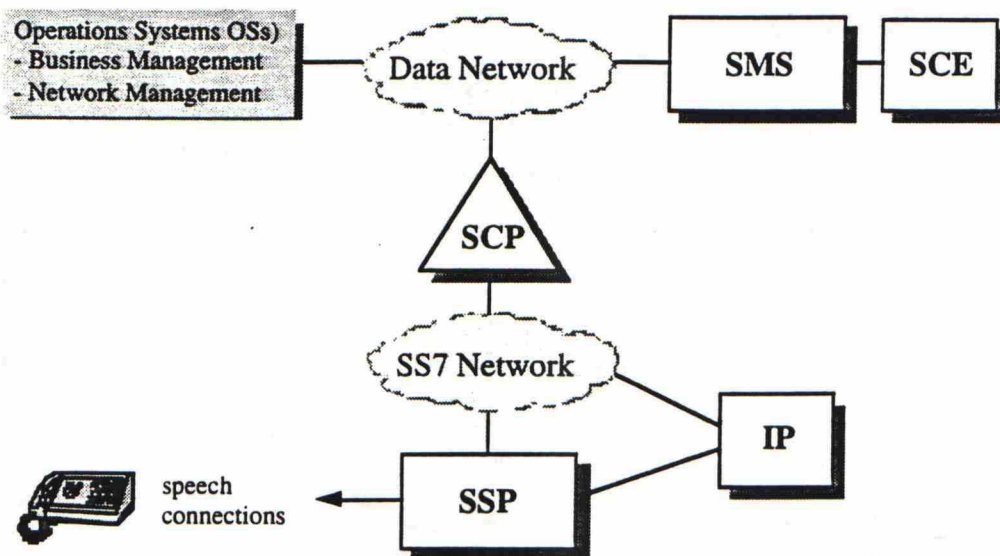 Operations Systems OSs)
- Business Management
- Network Management
Data Network
SMS
SCE
SCP
SS7 Network
IP
SSP
speech
connections